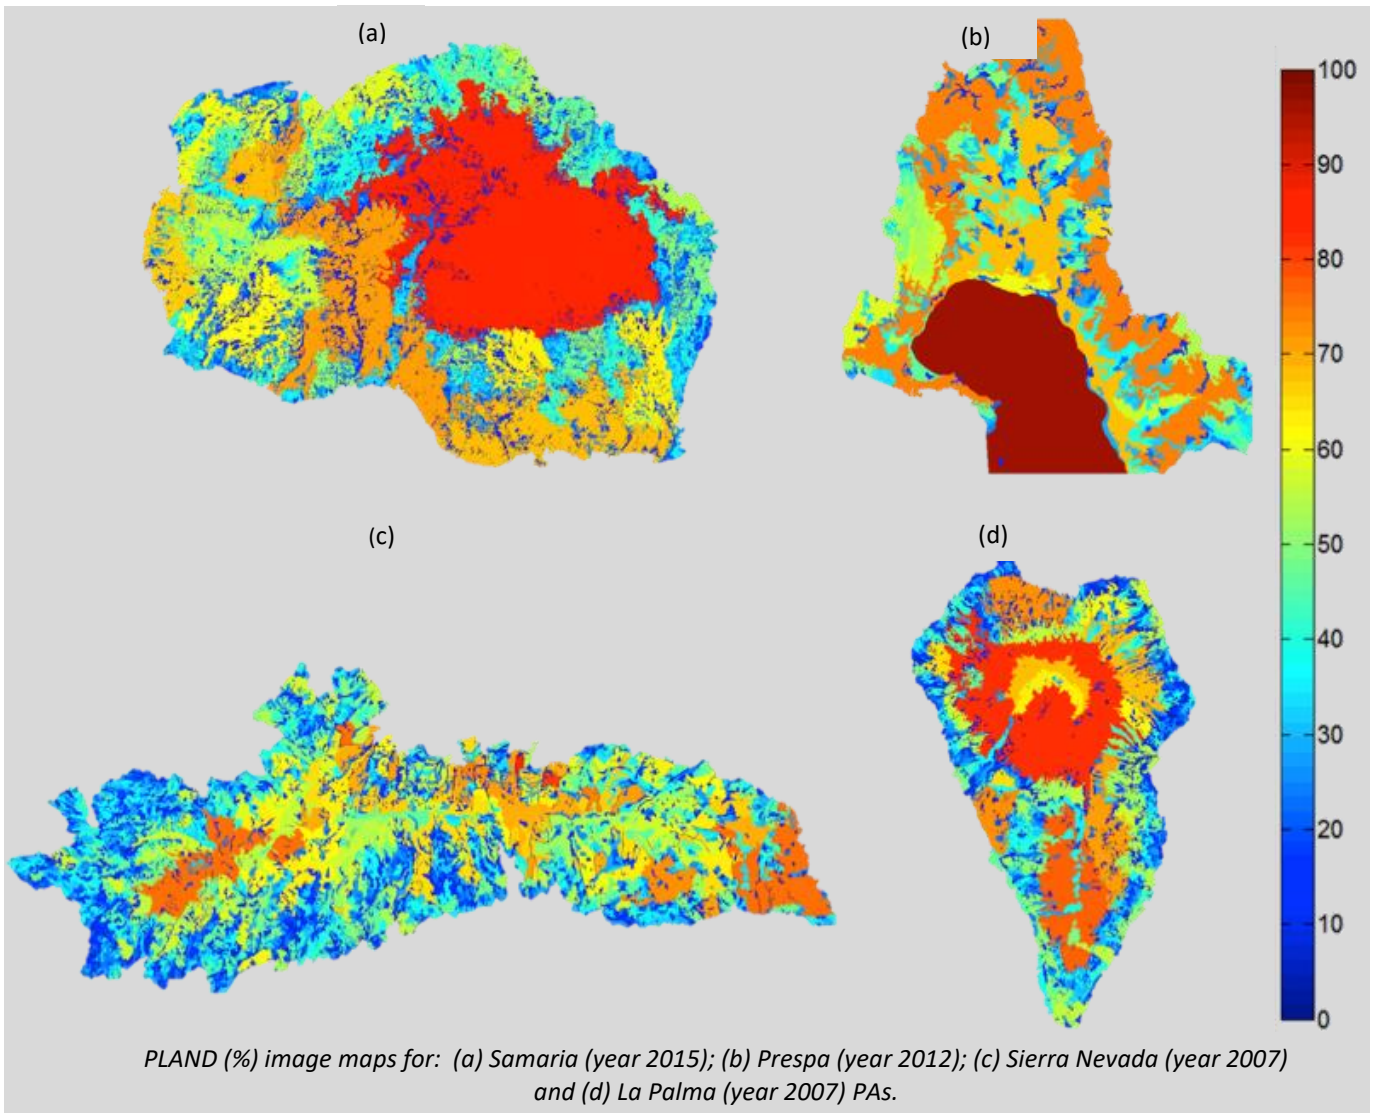 (a)
(b)
100
90
80
70
60
50
40
30
20
10
0
(c)
(d)
PLAND (%) image maps for: (a) Samaria (year 2015); (b) Prespa (year 2012); (c) Sierra Nevada (year 2007)
and (d) La Palma (year 2007) PAs.